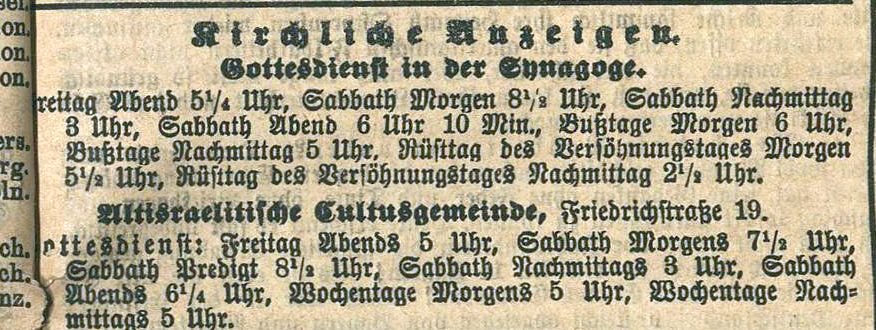 Kirchliche Anzeigen.
Gottesdienst in der Synagoge.
reitag Abend 5¼ Uhr, Sabbath Morgen 8½ Uhr, Sabbath Nachmittag
3 Uhr, Sabbath Abend 6 Uhr 10 Min., Bußtage Morgen 6 Uhr,
Bußtage Nachmittag 5 Uhr, Rüsttag des Versöhnungstages Morgen
5½ Uhr, Rüsttag des Versöhnungstages Nachmittag 2½ Uhr.
Altisraelitische Cultusgemeinde, Friedrichstraße 19.
ottesdienst: Freitag Abends 5 Uhr, Sabbath Morgens 7½ Uhr,
Sabbath Predigt 8½ Uhr, Sabbath Nachmittags 3 Uhr, Sabbath
Abends 6¼ Uhr, Wochentage Morgens 5 Uhr, Wochentage Nach-
mittags 5 Uhr.